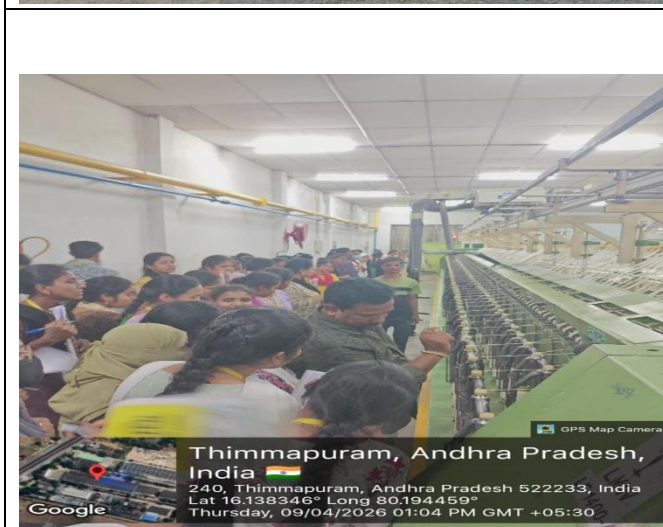 GPS Map Camera
Thimmapuram, Andhra Pradesh,
India
240, Thimmapuram, Andhra Pradesh 522233, India
Lat 16.138346° Long 80.194459°
Thursday, 09/04/2026 01:04 PM GMT +05:30
Google